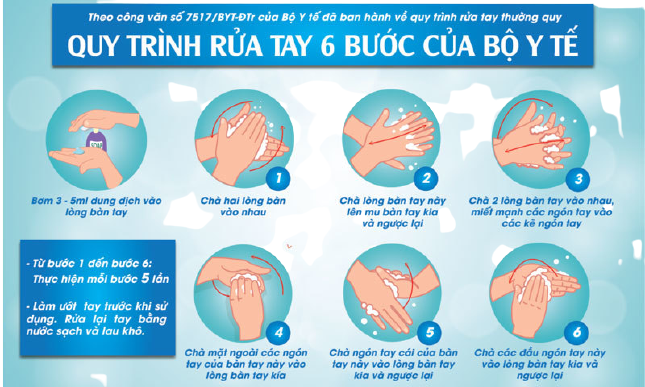 Theo công văn số 7517/BYT-ĐTr của Bộ Y tế đã ban hành về quy trình rửa tay thường quy
QUY TRÌNH RỬA TAY 6 BƯỚC CỦA BỘ Y TẾ
SOAP
Bơm 3 - 5ml dung dịch vào
lòng bàn tay
1
Chà hai lòng bàn
vào nhau
2
Chà lòng bàn tay này
lên mu bàn tay kia
và ngược lại
3
Chà 2 lòng bàn tay vào nhau,
miết mạnh các ngón tay vào
các kẽ ngón tay
- Từ bước 1 đến bước 6:
Thực hiện mỗi bước 5 lần
- Làm ướt tay trước khi sử
dụng. Rửa lại tay bằng
nước sạch và lau khô.
4
Chà mặt ngoài các ngón
tay của bàn tay này vào
lòng bàn tay kia
5
Chà ngón tay cái của bàn
tay này vào lòng bàn tay
kia và ngược lại
6
Chà các đầu ngón tay này
vào lòng bàn tay kia và
ngược lại